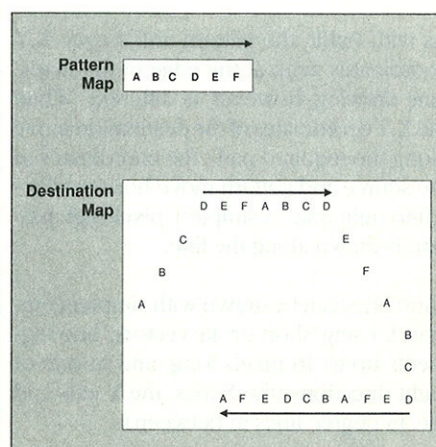 Pattern
Map
A B C D E F
Destination
Map
D E F A B C D
C E
B F
A A
B
C
A F E D C B A F E D